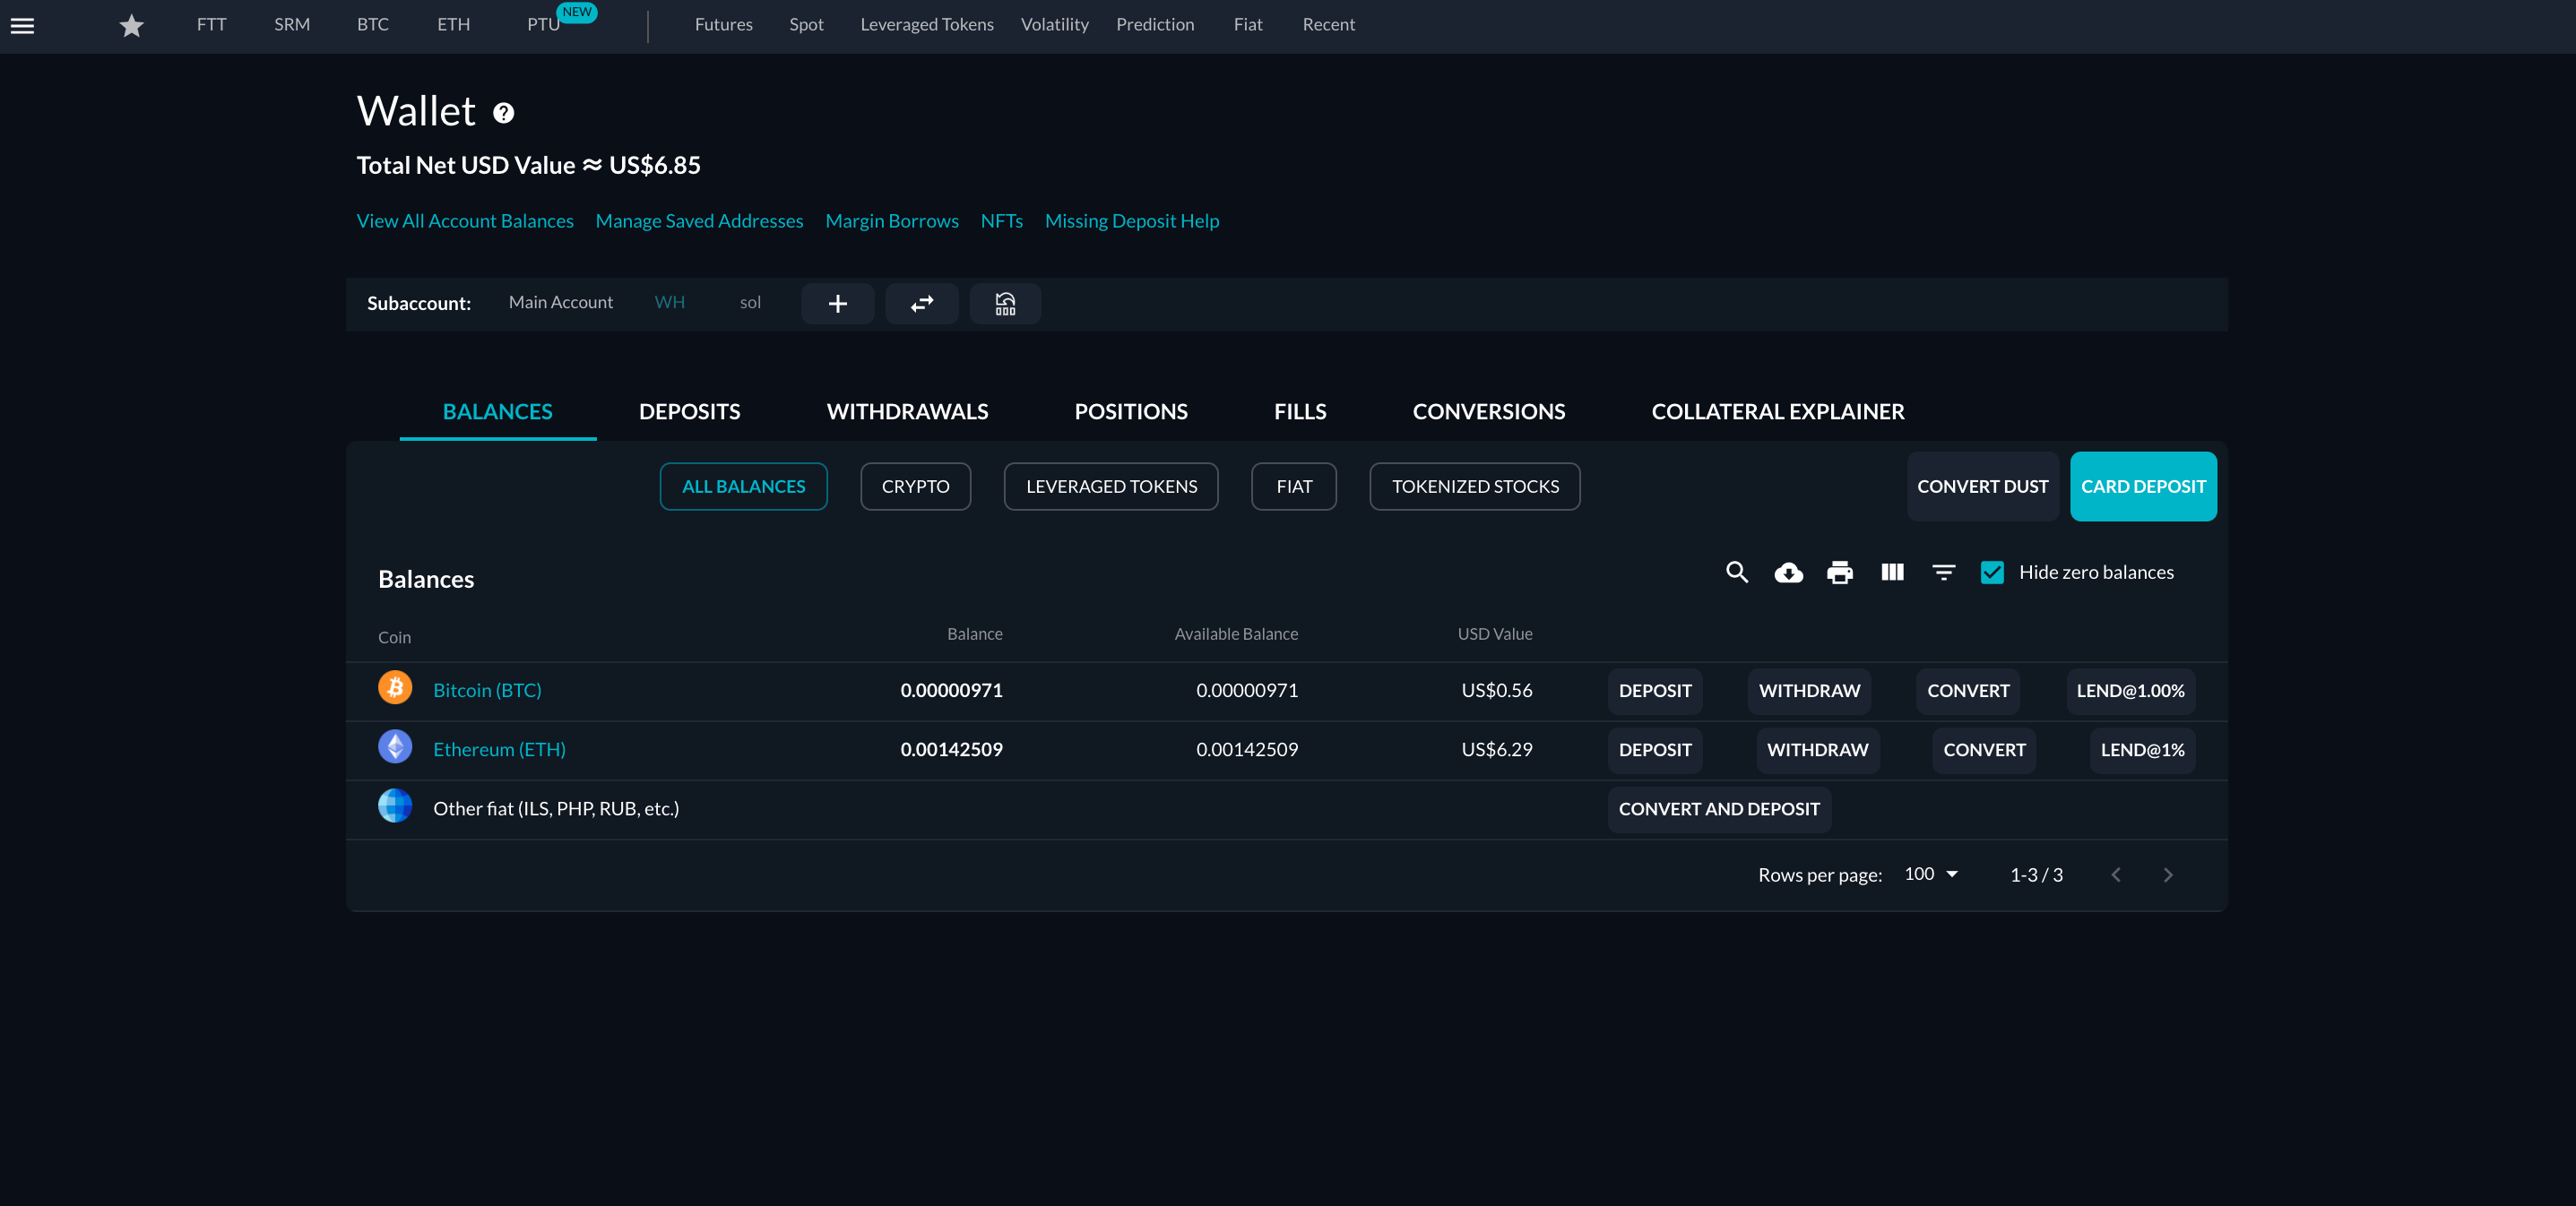 FTT SRM BTC ETH PTU NEW Futures Spot Leveraged Tokens Volatility Prediction Fiat Recent
Wallet ?
Total Net USD Value ≈ US$6.85
View All Account Balances Manage Saved Addresses Margin Borrows NFTs Missing Deposit Help
Subaccount: Main Account WH sol
BALANCES DEPOSITS WITHDRAWALS POSITIONS FILLS CONVERSIONS COLLATERAL EXPLAINER
ALL BALANCES CRYPTO LEVERAGED TOKENS FIAT TOKENIZED STOCKS CONVERT DUST CARD DEPOSIT
Balances Hide zero balances
Coin Balance Available Balance USD Value
Bitcoin (BTC) 0.00000971 0.00000971 US$0.56 DEPOSIT WITHDRAW CONVERT LEND@1.00%
Ethereum (ETH) 0.00142509 0.00142509 US$6.29 DEPOSIT WITHDRAW CONVERT LEND@1%
Other fiat (ILS, PHP, RUB, etc.) CONVERT AND DEPOSIT
Rows per page: 100 1-3 / 3